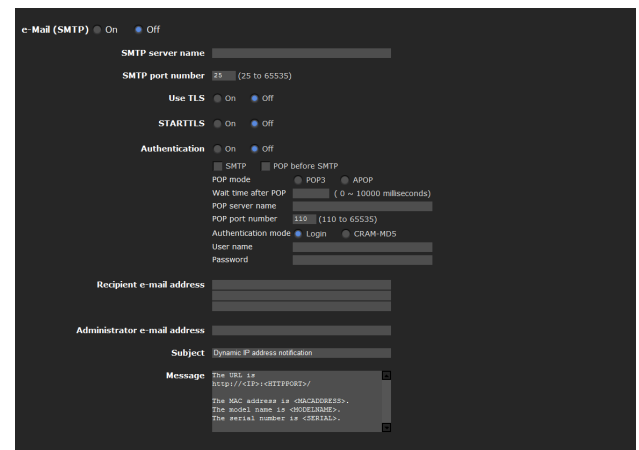 e-Mail (SMTP) On Off
SMTP server name
SMTP port number 25 (25 to 65535)
Use TLS On Off
STARTTLS On Off
Authentication On Off
SMTP POP before SMTP
POP mode POP3 APOP
Wait time after POP ( 0 ~ 10000 milliseconds)
POP server name
POP port number 110 (110 to 65535)
Authentication mode Login CRAM-MD5
User name
Password
Recipient e-mail address
Administrator e-mail address
Subject Dynamic IP address notification
Message The URL is
http://<IP>:<HTTPPORT>/
The MAC address is <MACADDRESS>.
The model name is <MODELNAME>.
The serial number is <SERIAL>.